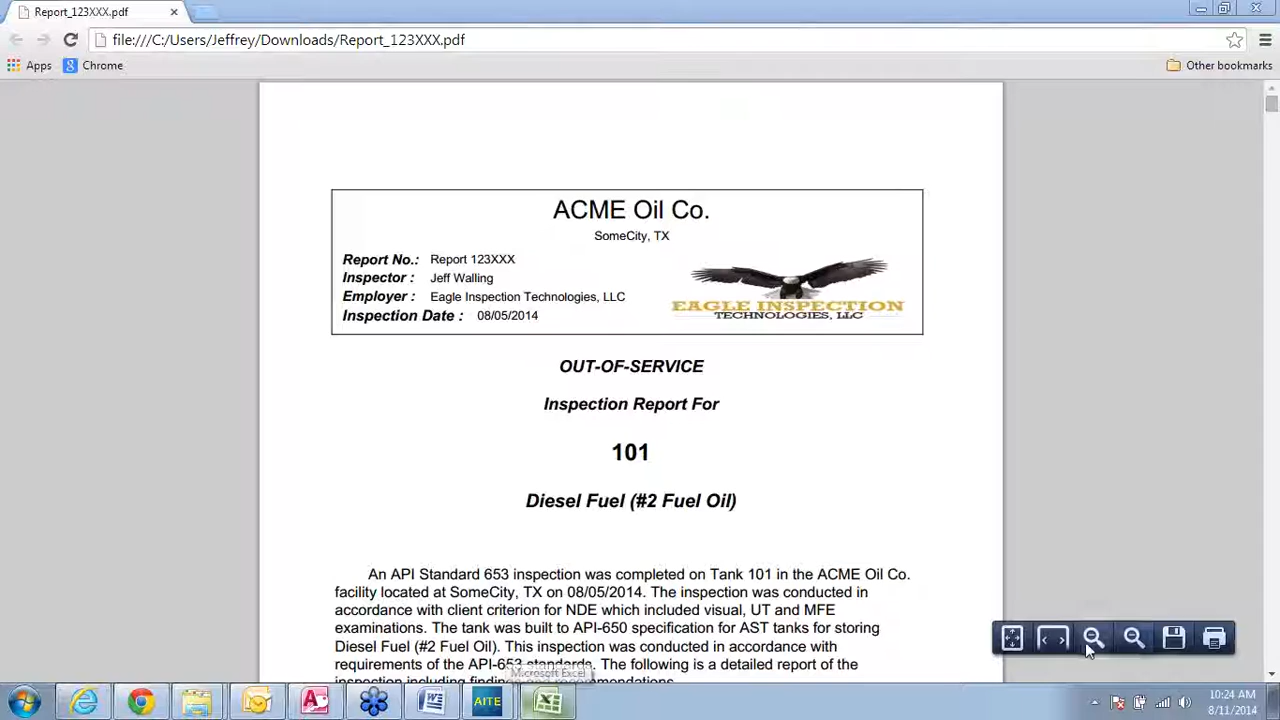 Report_123XXX.pdf
file:///C:/Users/Jeffrey/Downloads/Report_123XXX.pdf
Apps Chrome Other bookmarks
ACME Oil Co.
SomeCity, TX
Report No.: Report 123XXX
Inspector : Jeff Walling
Employer : Eagle Inspection Technologies, LLC
Inspection Date : 08/05/2014
EAGLE INSPECTION
TECHNOLOGIES, LLC
OUT-OF-SERVICE
Inspection Report For
101
Diesel Fuel (#2 Fuel Oil)
An API Standard 653 inspection was completed on Tank 101 in the ACME Oil Co.
facility located at SomeCity, TX on 08/05/2014. The inspection was conducted in
accordance with client criterion for NDE which included visual, UT and MFE
examinations. The tank was built to API-650 specification for AST tanks for storing
Diesel Fuel (#2 Fuel Oil). This inspection was conducted in accordance with
requirements of the API-653 standards. The following is a detailed report of the
inspection including findings and recommendations.
Microsoft Excel
AITE
10:24 AM
8/11/2014